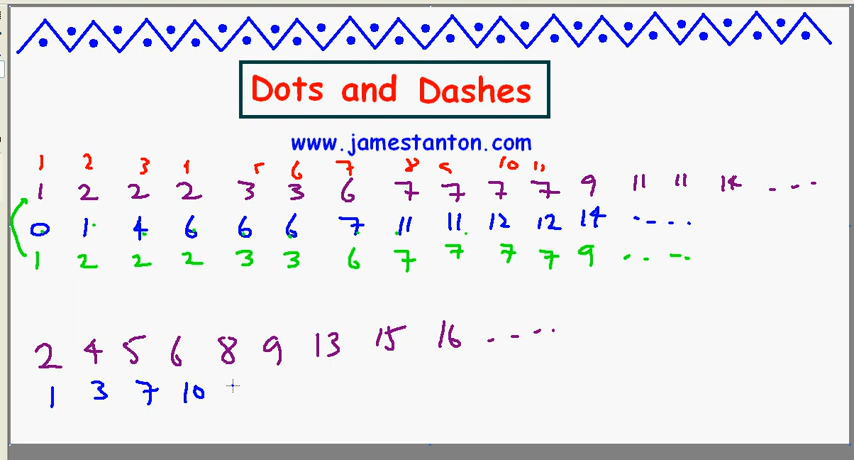 Dots and Dashes
www.jamestanton.com
1 2 3 4 5 6 7 8 9 10 11
1 2 2 2 3 3 6 7 7 7 7 9 11 11 14 ...
0 1 4 6 6 6 7 11 11 12 12 14 ....
1 2 2 2 3 3 6 7 7 7 7 9 ....
2 4 5 6 8 9 13 15 16 ....
1 3 7 10